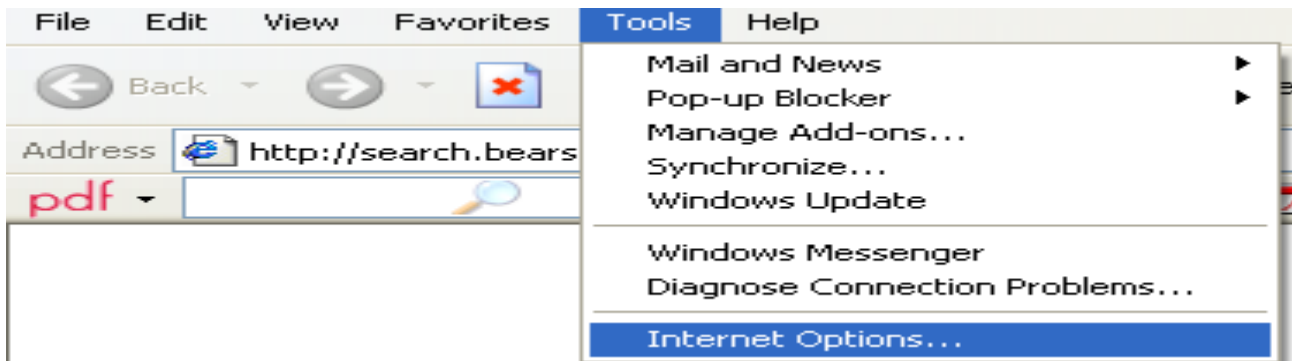 File Edit View Favorites Tools Help
Mail and News
Back
Pop-up Blocker
Manage Add-ons...
Address http://search.bears
Synchronize...
pdf
Windows Update
Windows Messenger
Diagnose Connection Problems...
Internet Options...